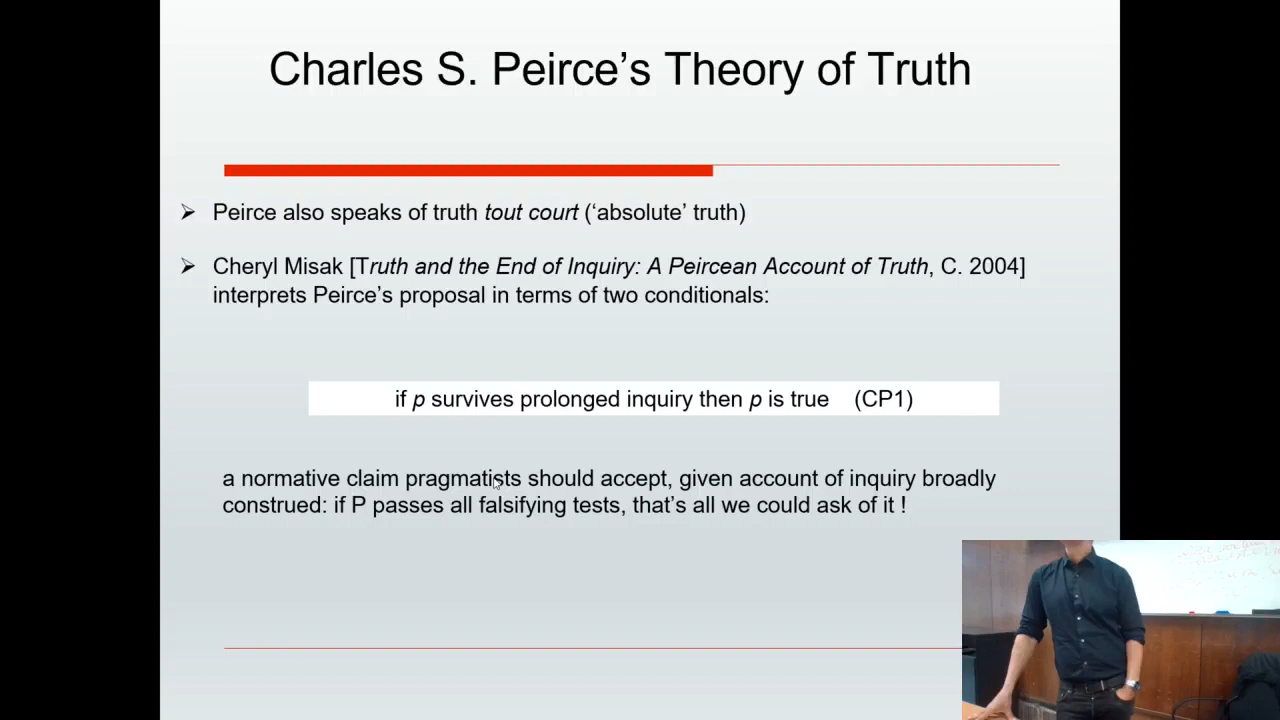 Charles S. Peirce’s Theory of Truth
➢ Peirce also speaks of truth tout court (‘absolute’ truth)
➢ Cheryl Misak [Truth and the End of Inquiry: A Peircean Account of Truth, C. 2004]
interprets Peirce’s proposal in terms of two conditionals:
if p survives prolonged inquiry then p is true (CP1)
a normative claim pragmatists should accept, given account of inquiry broadly
construed: if P passes all falsifying tests, that’s all we could ask of it !